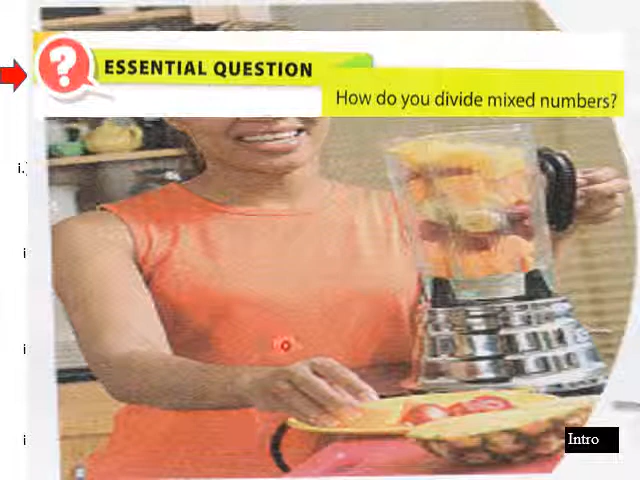 ?
ESSENTIAL QUESTION
How do you divide mixed numbers?
i.)
i
i
i
Intro